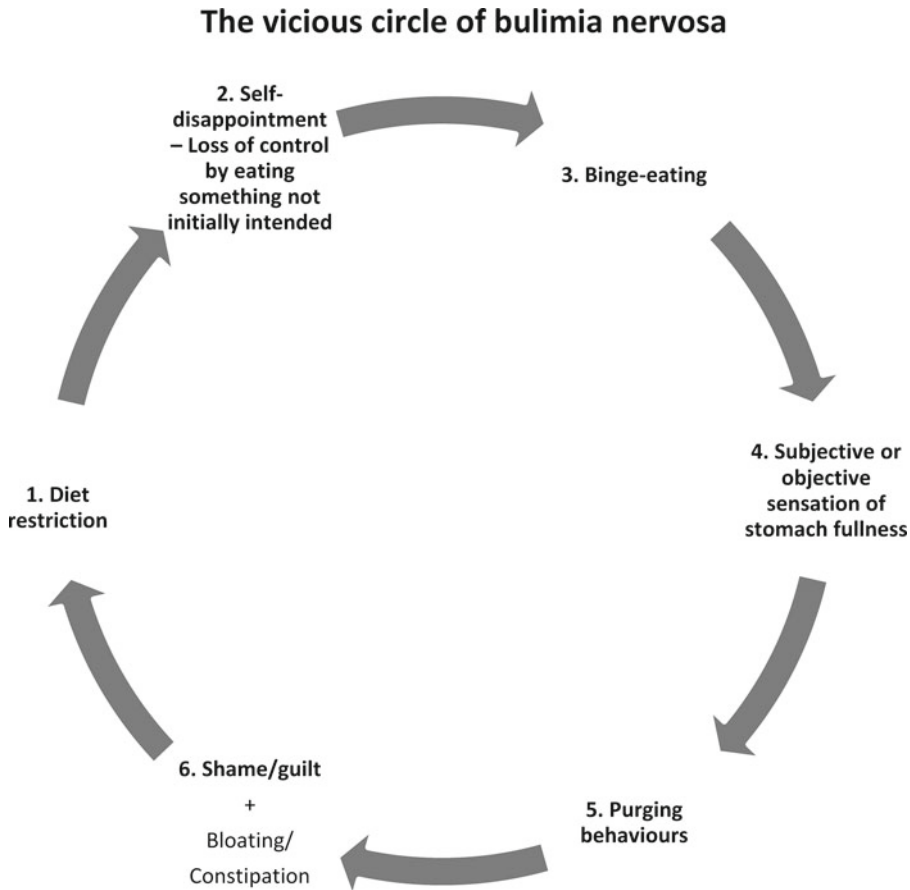 The vicious circle of bulimia nervosa
1. Diet
restriction
2. Self-
disappointment
– Loss of control
by eating
something not
initially intended
3. Binge-eating
4. Subjective or
objective
sensation of
stomach fullness
5. Purging
behaviours
6. Shame/guilt
+
Bloating/
Constipation